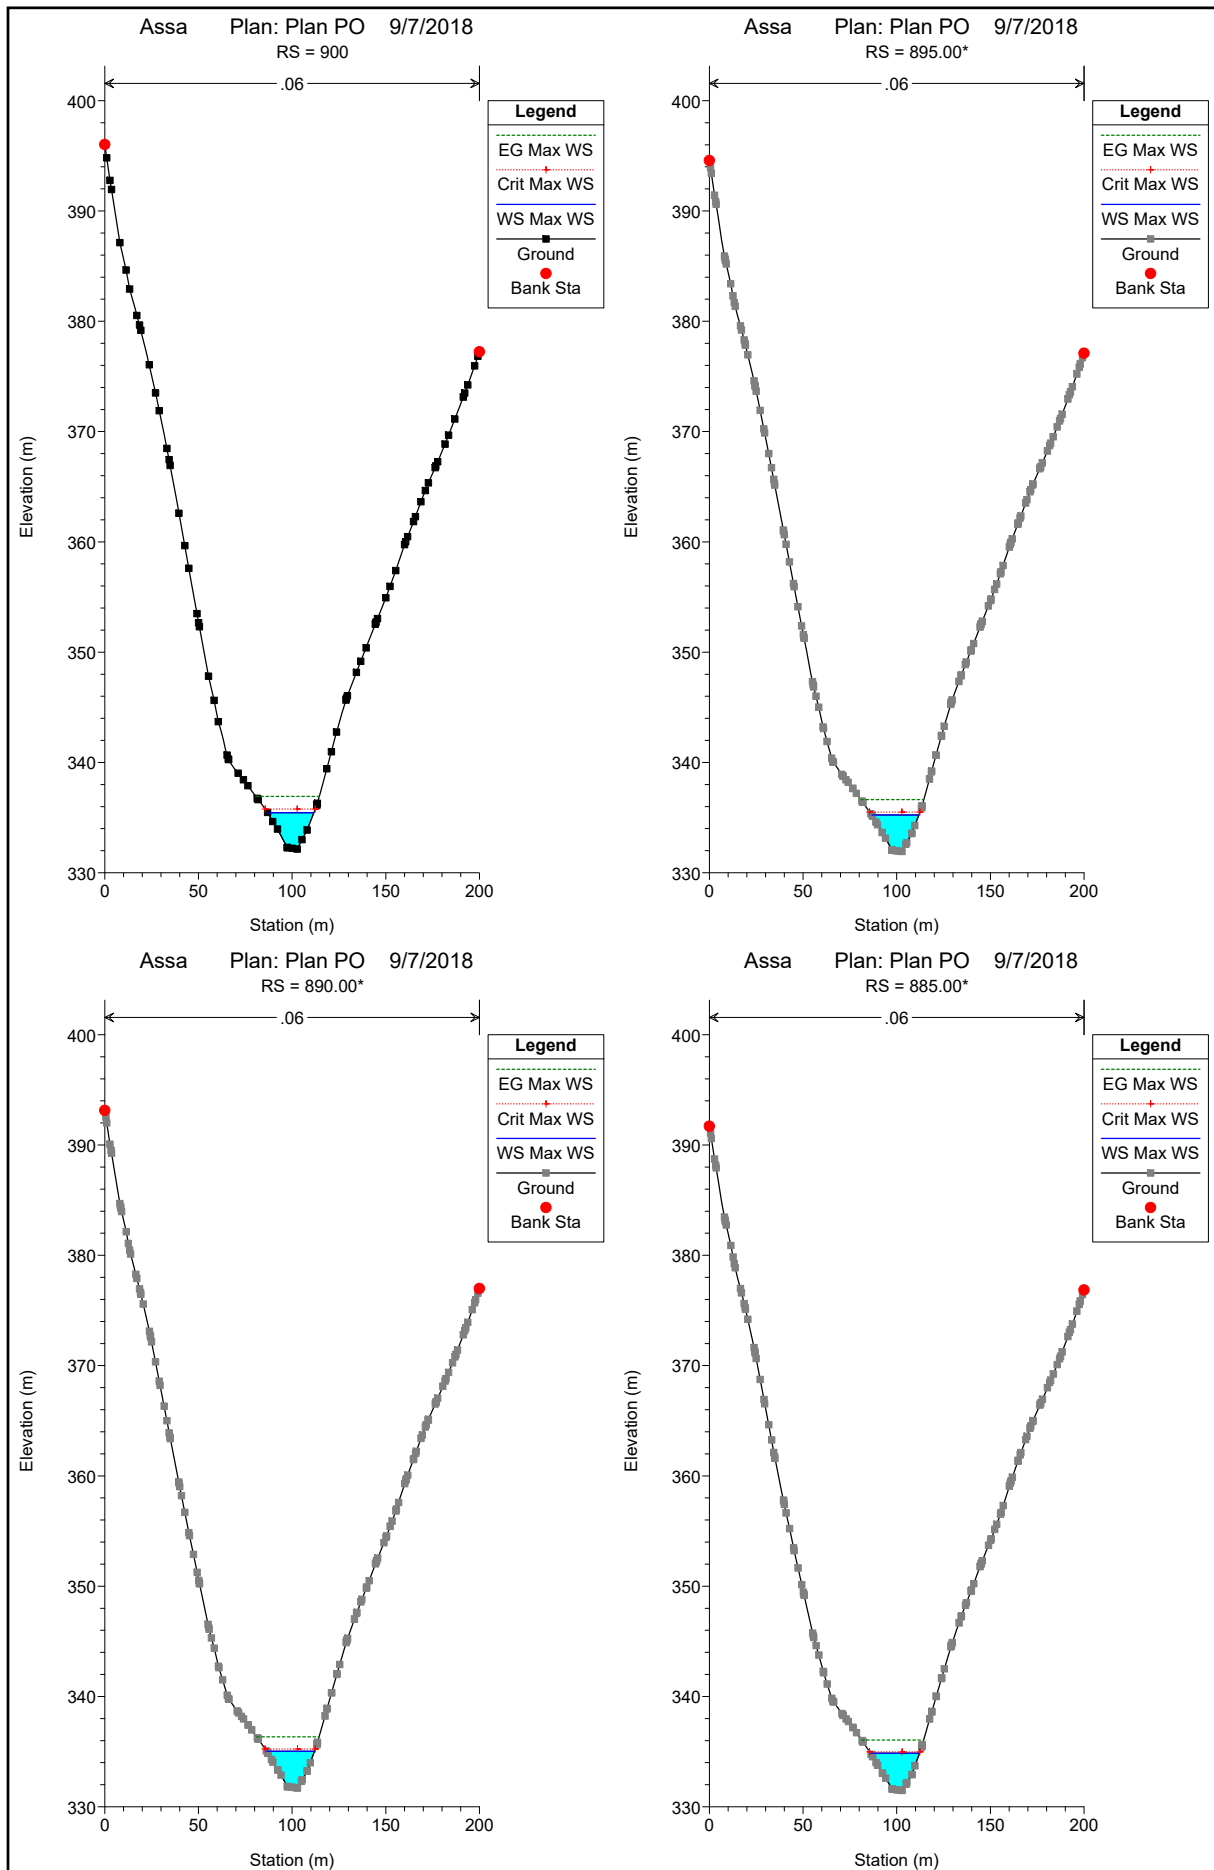 Assa Plan: Plan PO 9/7/2018
RS = 900
.06
400
390
380
370
360
350
340
330
0
50
100
150
200
Elevation (m)
Station (m)
Legend
EG Max WS
Crit Max WS
WS Max WS
Ground
Bank Sta
Assa Plan: Plan PO 9/7/2018
RS = 895.00*
.06
400
390
380
370
360
350
340
330
0
50
100
150
200
Elevation (m)
Station (m)
Legend
EG Max WS
Crit Max WS
WS Max WS
Ground
Bank Sta
Assa Plan: Plan PO 9/7/2018
RS = 890.00*
.06
400
390
380
370
360
350
340
330
0
50
100
150
200
Elevation (m)
Station (m)
Legend
EG Max WS
Crit Max WS
WS Max WS
Ground
Bank Sta
Assa Plan: Plan PO 9/7/2018
RS = 885.00*
.06
400
390
380
370
360
350
340
330
0
50
100
150
200
Elevation (m)
Station (m)
Legend
EG Max WS
Crit Max WS
WS Max WS
Ground
Bank Sta